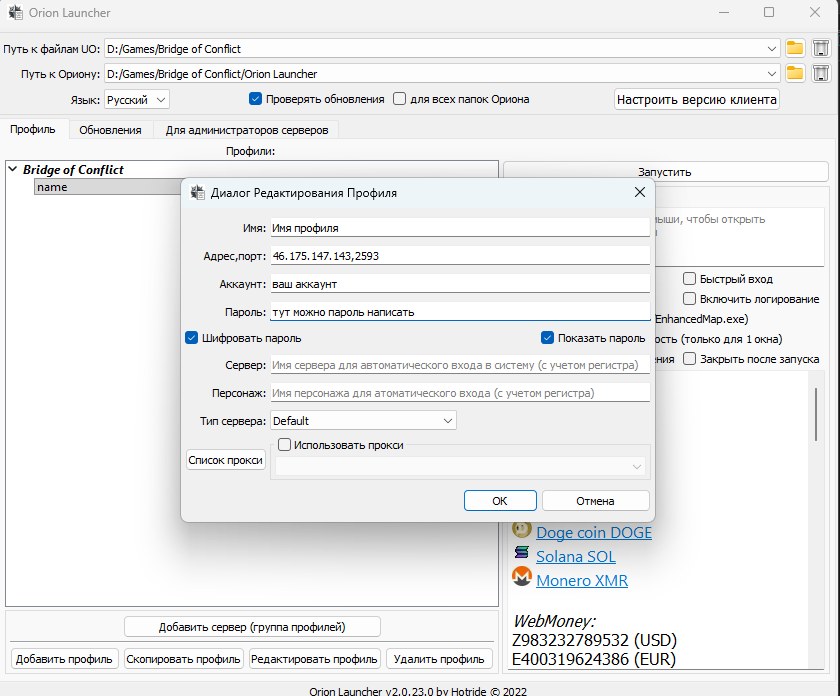 Orion Launcher
Путь к файлам UO: D:/Games/Bridge of Conflict
Путь к Ориону: D:/Games/Bridge of Conflict/Orion Launcher
Язык: Русский Проверять обновления для всех папок Ориона Настроить версию клиента
Профиль Обновления Для администраторов серверов
Профили:
Bridge of Conflict
name
Запустить
Диалог Редактирования Профиля
Имя: Имя профиля
Адрес,порт: 46.175.147.143,2593
Аккаунт: ваш аккаунт
Пароль: тут можно пароль написать
Шифровать пароль Показать пароль
Сервер: Имя сервера для автоматического входа в систему (с учетом регистра)
Персонаж: Имя персонажа для атоматического входа (с учетом регистра)
Тип сервера: Default
Использовать прокси
Список прокси
ОК Отмена
ыши, чтобы открыть
Быстрый вход
Включить логирование
EnhancedMap.exe)
ость (только для 1 окна)
ния Закрыть после запуска
Doge coin DOGE
Solana SOL
Monero XMR
WebMoney:
Z983232789532 (USD)
E400319624386 (EUR)
Добавить сервер (группа профилей)
Добавить профиль Скопировать профиль Редактировать профиль Удалить профиль
Orion Launcher v2.0.23.0 by Hotride © 2022